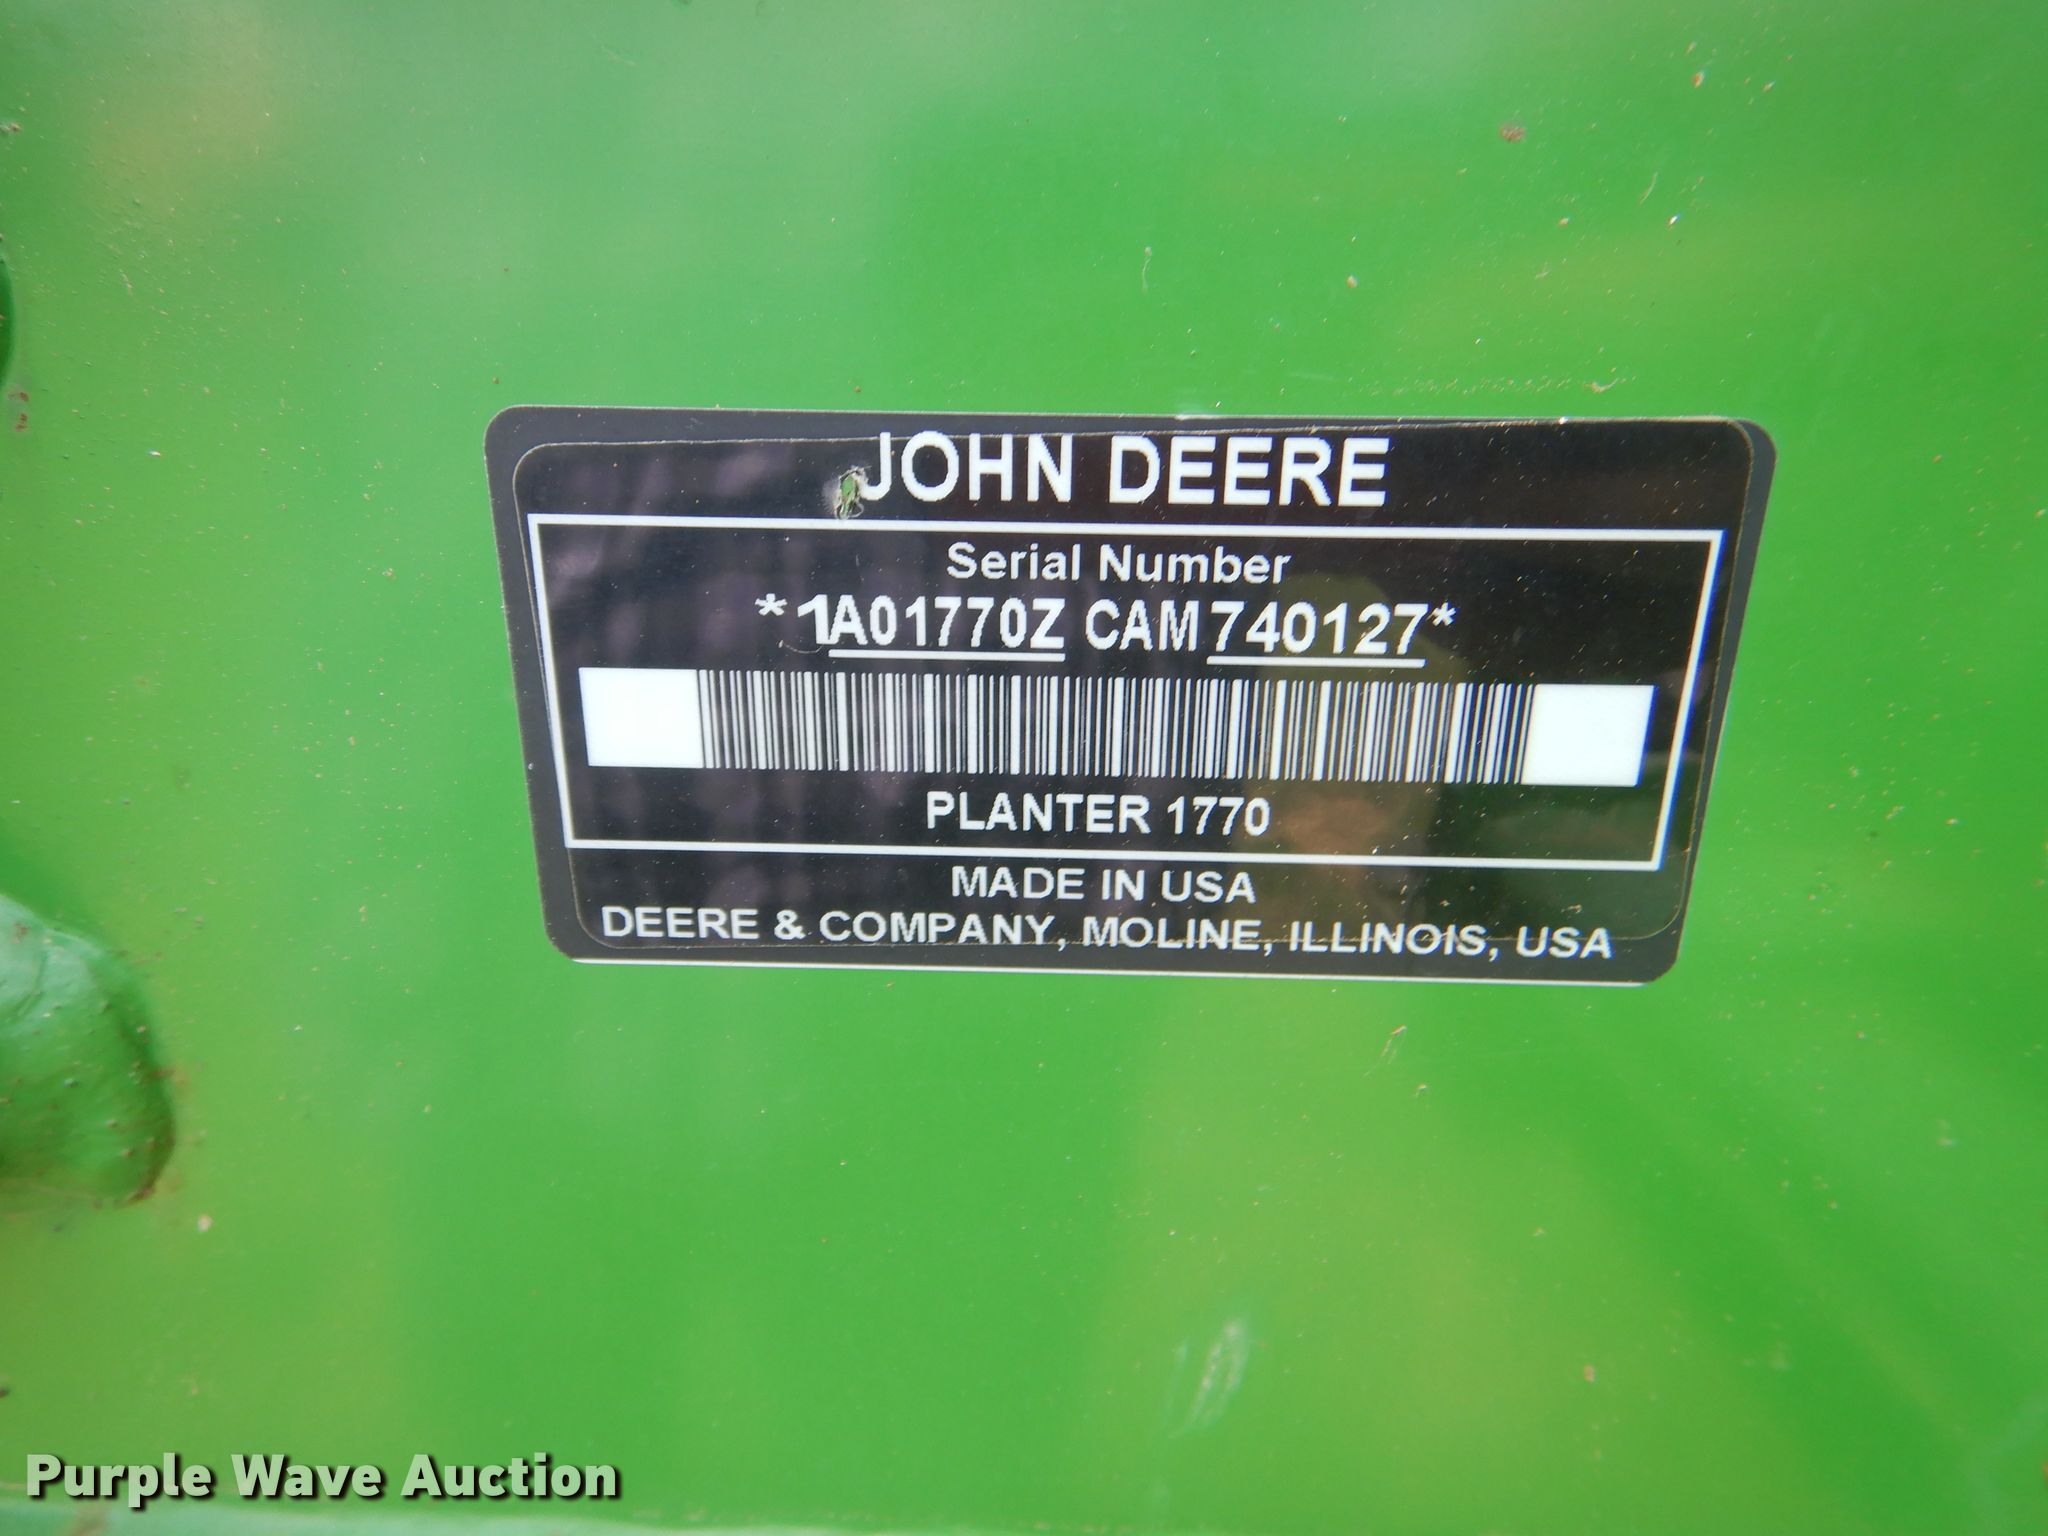 JOHN DEERE
Serial Number
*1A01770Z CAM740127*
PLANTER 1770
MADE IN USA
DEERE & COMPANY, MOLINE, ILLINOIS, USA
Purple Wave Auction